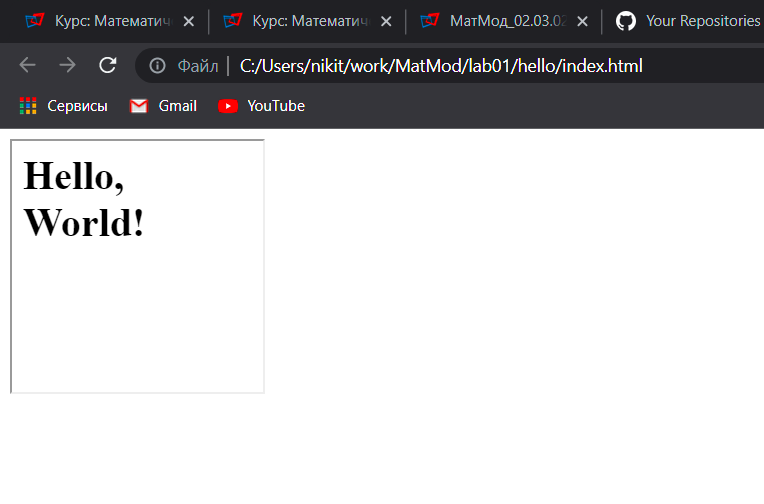 Курс: Математич
Курс: Математич
МатМод_02.03.02
Your Repositories
Файл
C:/Users/nikit/work/MatMod/lab01/hello/index.html
Сервисы
Gmail
YouTube
Hello,
World!